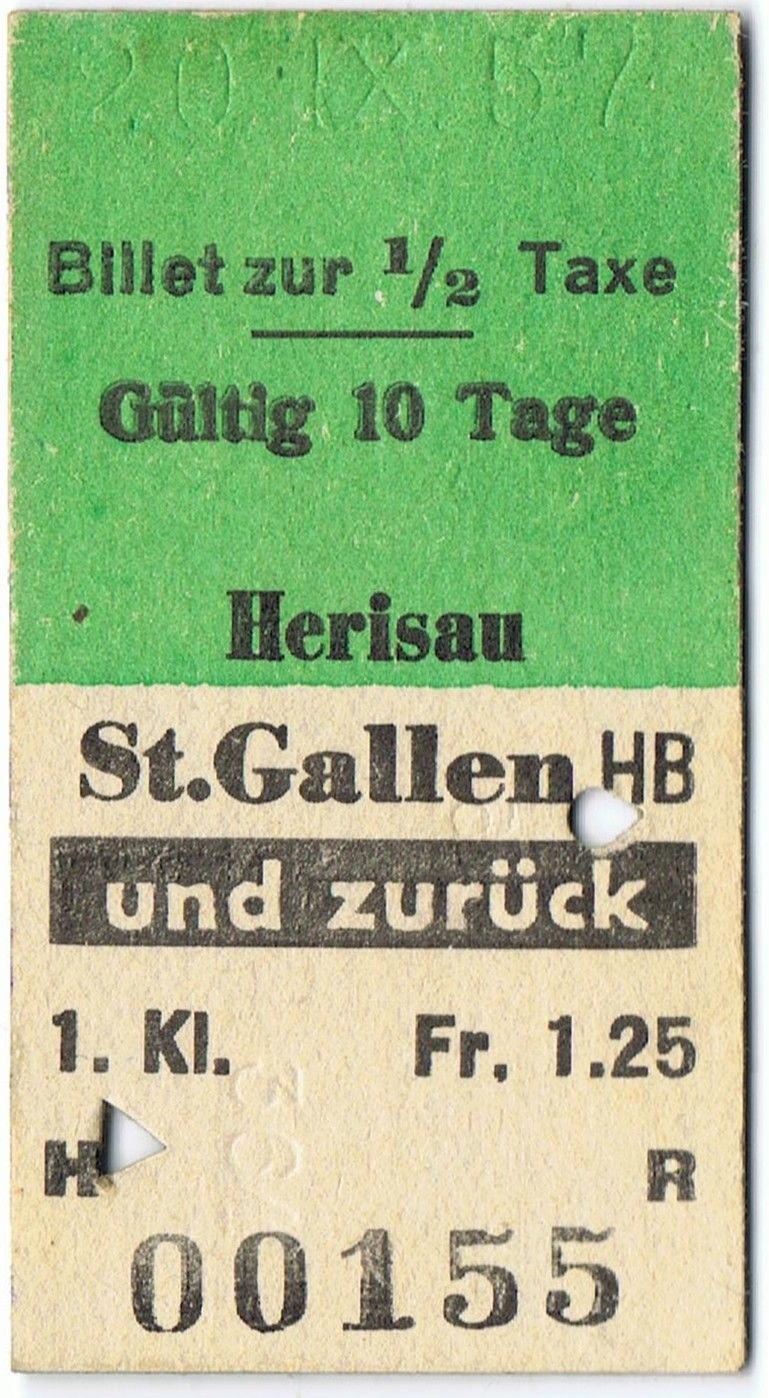 20 IX 57
Billet zur 1/2 Taxe
Gültig 10 Tage
Herisau
St.Gallen HB
und zurück
1. Kl. Fr. 1.25
H R
00155